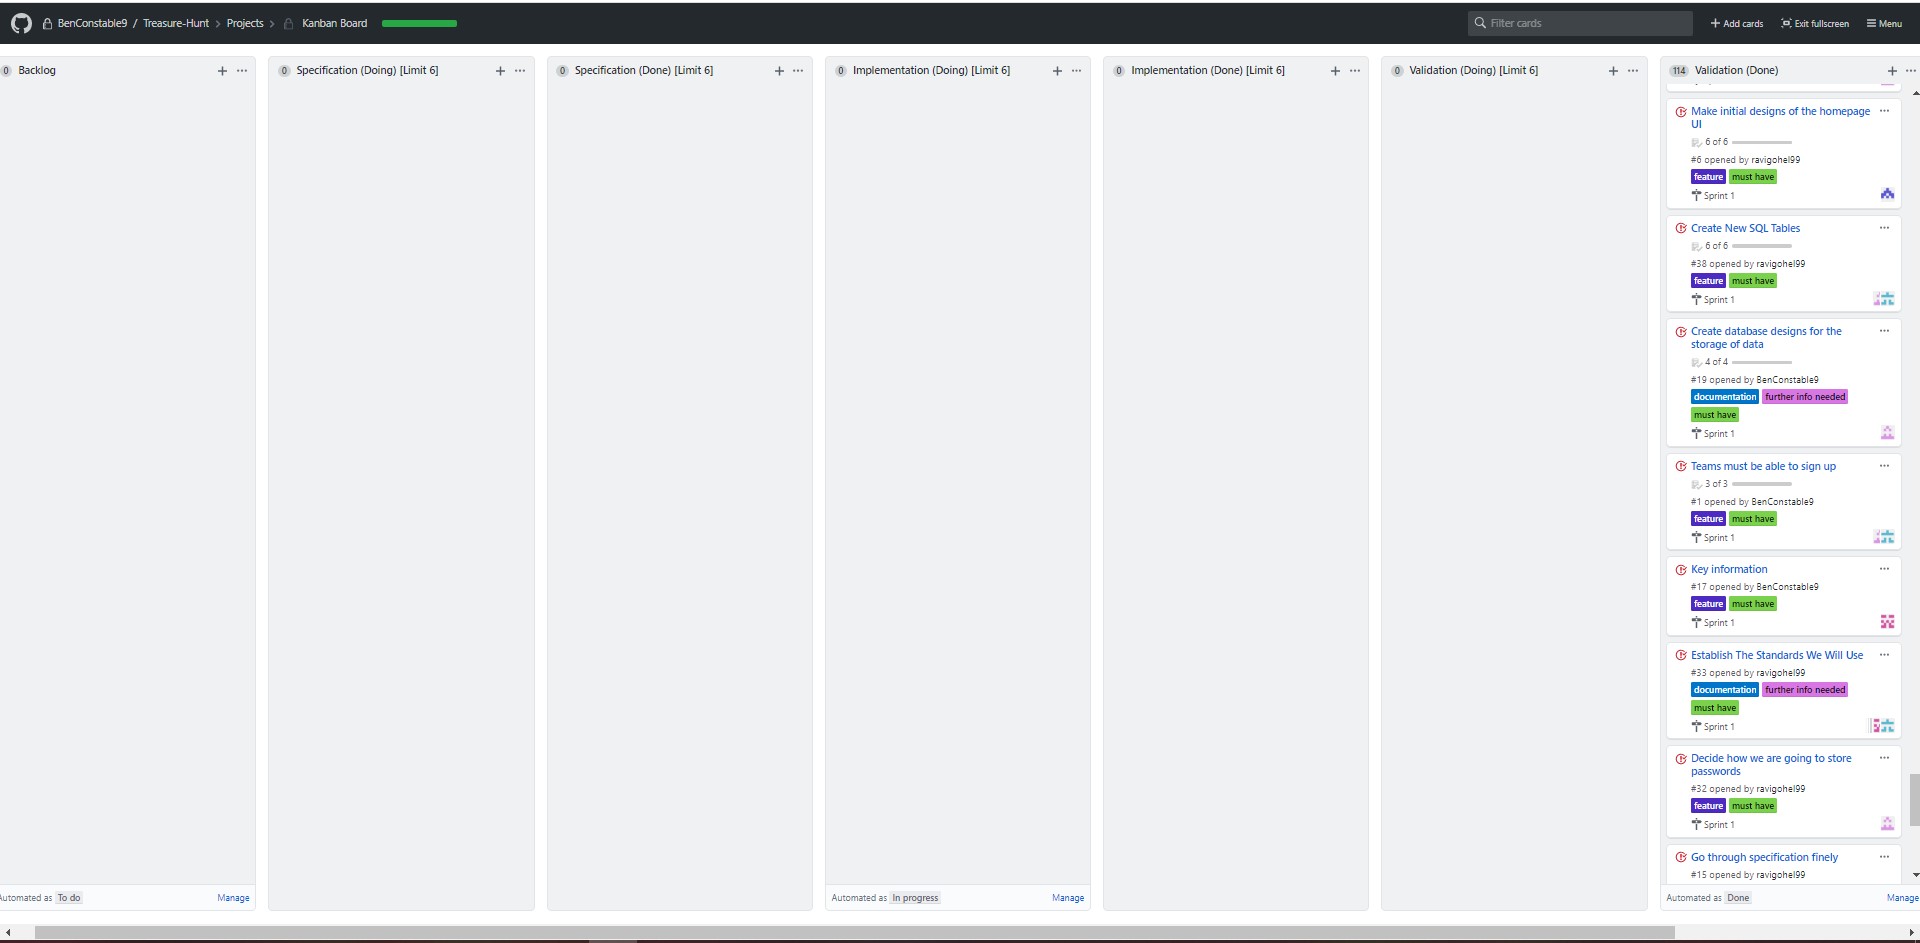 BenConstable9 / Treasure-Hunt > Projects > Kanban Board
Filter cards
+ Add cards
Exit fullscreen
Menu
0 Backlog
0 Specification (Doing) [Limit 6]
0 Specification (Done) [Limit 6]
0 Implementation (Doing) [Limit 6]
0 Implementation (Done) [Limit 6]
0 Validation (Doing) [Limit 6]
114 Validation (Done)
Make initial designs of the homepage
UI
6 of 6
#6 opened by ravigohel99
feature must have
Sprint 1
Create New SQL Tables
6 of 6
#38 opened by ravigohel99
feature must have
Sprint 1
Create database designs for the
storage of data
4 of 4
#19 opened by BenConstable9
documentation further info needed
must have
Sprint 1
Teams must be able to sign up
3 of 3
#1 opened by BenConstable9
feature must have
Sprint 1
Key information
#17 opened by BenConstable9
feature must have
Sprint 1
Establish The Standards We Will Use
#33 opened by ravigohel99
documentation further info needed
must have
Sprint 1
Decide how we are going to store
passwords
#32 opened by ravigohel99
feature must have
Sprint 1
Go through specification finely
#15 opened by ravigohel99
Automated as To do
Manage
Automated as In progress
Manage
Automated as Done
Manage